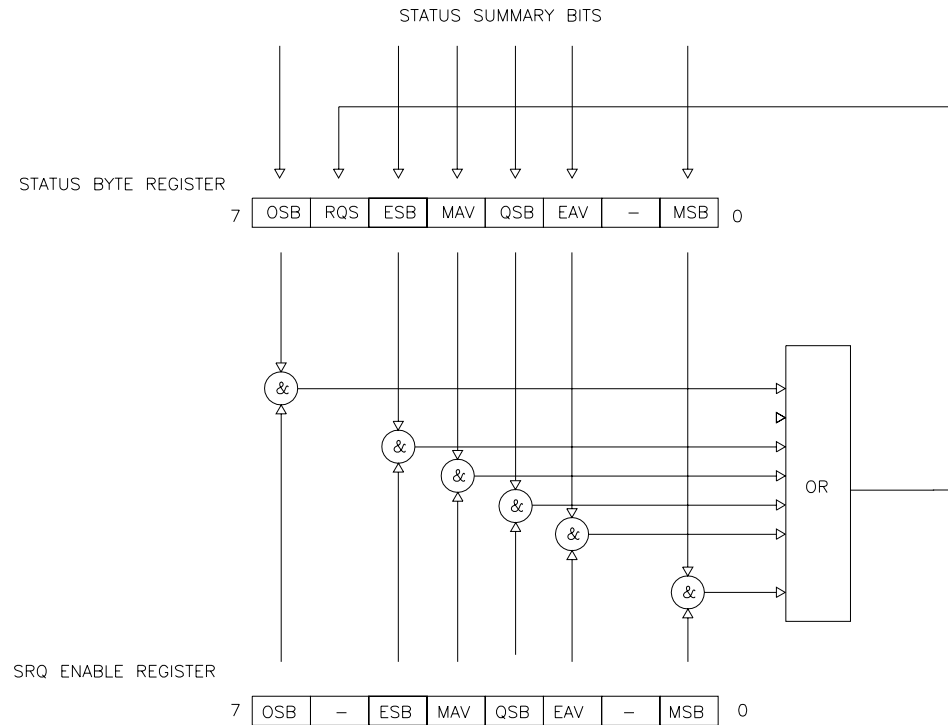 STATUS SUMMARY BITS
STATUS BYTE REGISTER
7 OSB RQS ESB MAV QSB EAV – MSB 0
&
&
&
&
&
&
OR
SRQ ENABLE REGISTER
7 OSB – ESB MAV QSB EAV – MSB 0